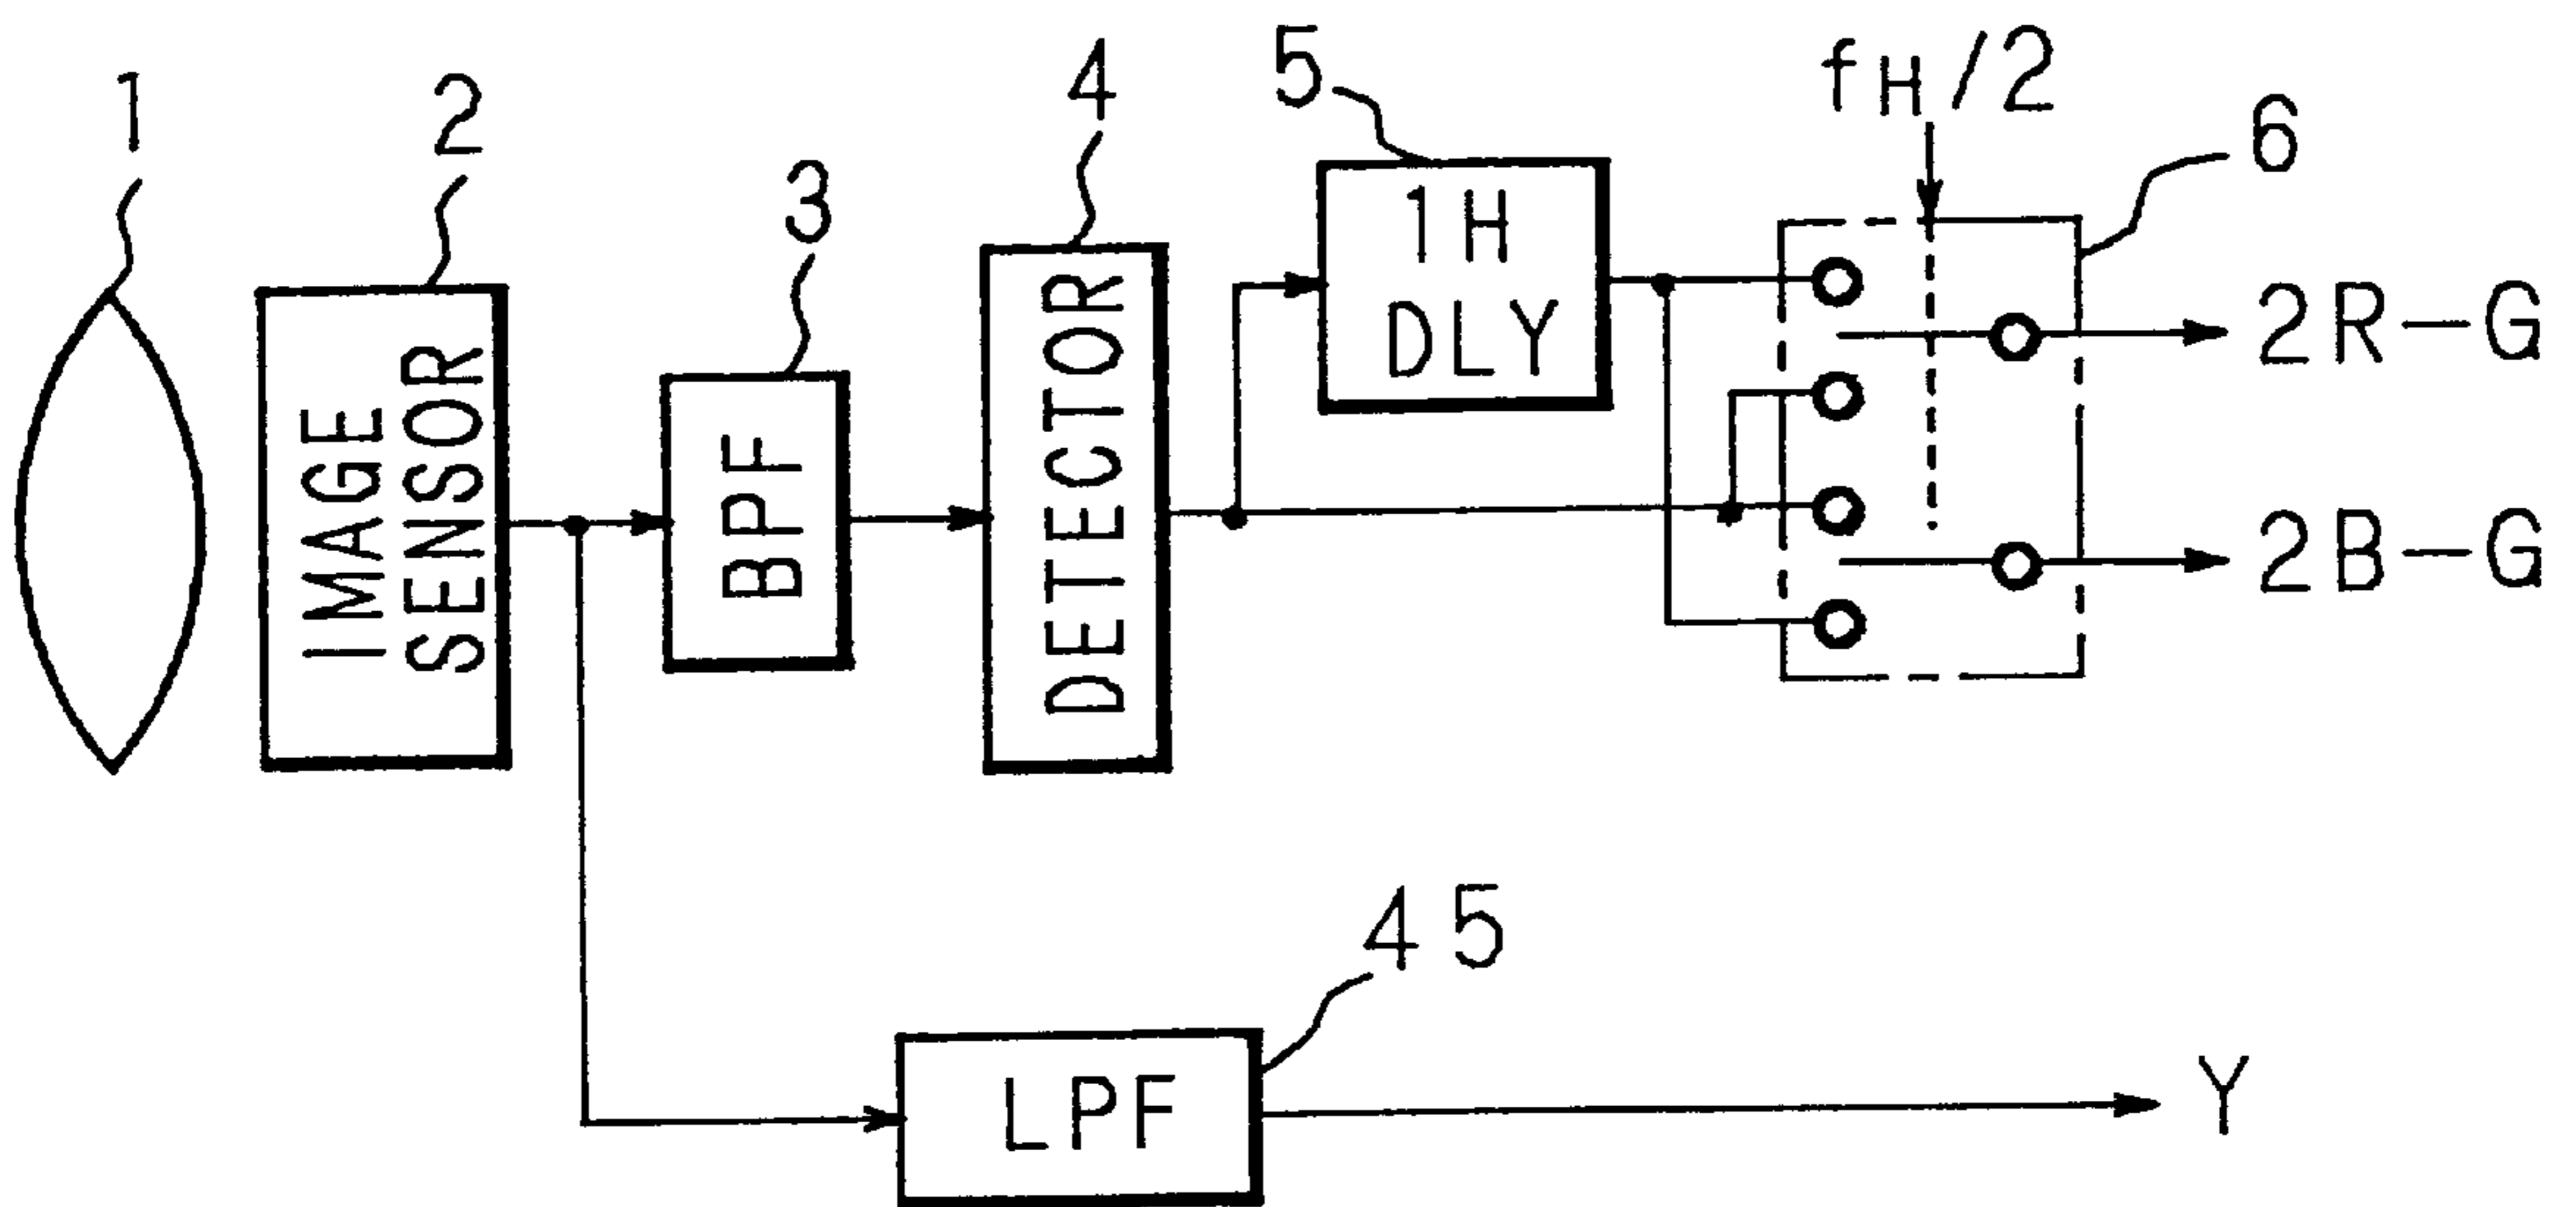 1
2
3
4
5
fH/2
6
IMAGE
SENSOR
BPF
DETECTOR
1H
DLY
2R-G
2B-G
45
LPF
Y